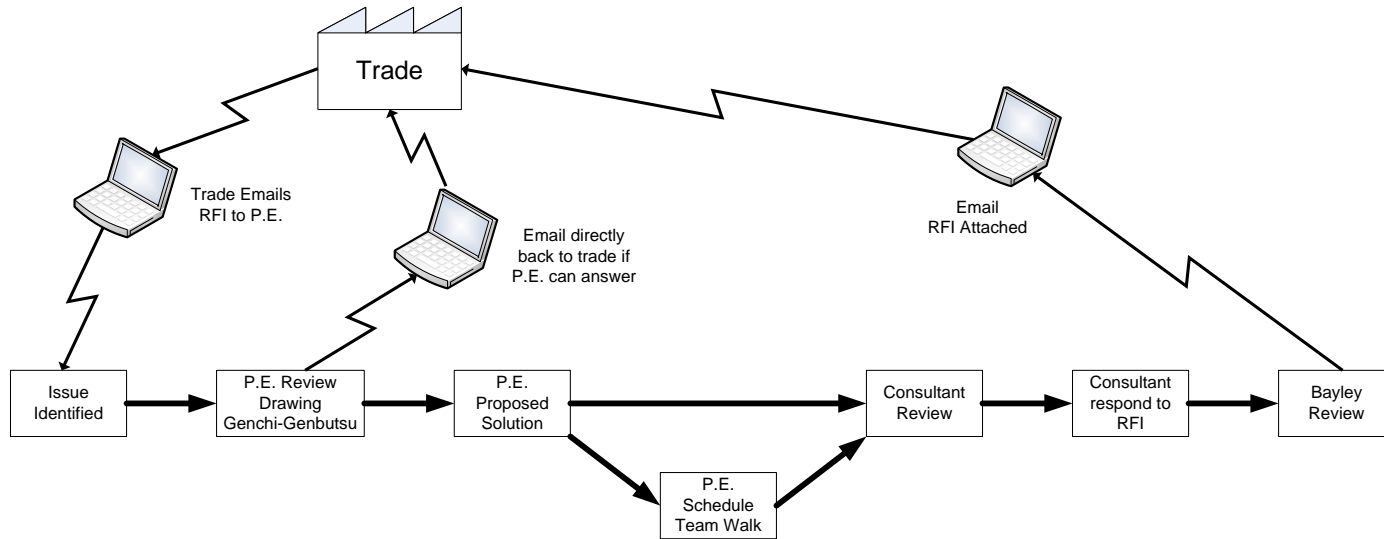 Trade
Trade Emails
RFI to P.E.
Email directly
back to trade if
P.E. can answer
Email
RFI Attached
Issue
Identified
P.E. Review
Drawing
Genchi-Genbutsu
P.E.
Proposed
Solution
P.E.
Schedule
Team Walk
Consultant
Review
Consultant
respond to
RFI
Bayley
Review